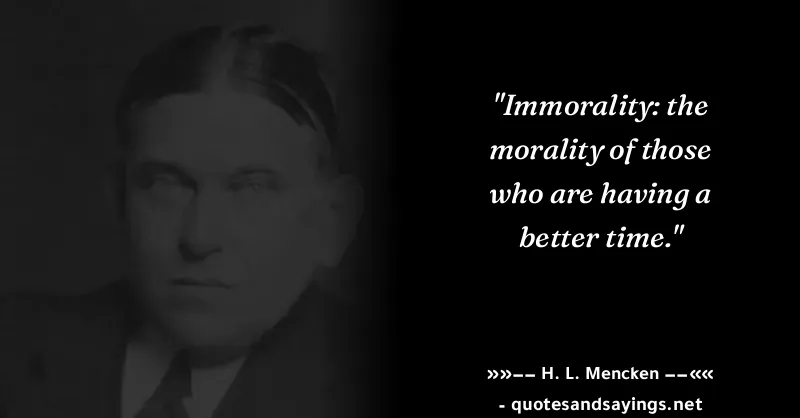 "Immorality: the
morality of those
who are having a
better time."
»»−− H. L. Mencken −−««
- quotesandsayings.net